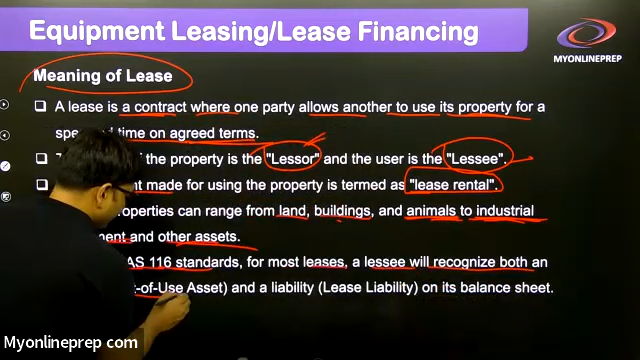 Equipment Leasing/Lease Financing
MYONLINEPREP
Meaning of Lease
A lease is a contract where one party allows another to use its property for a
time on agreed terms.
the property is the "Lessor" and the user is the "Lessee".
made for using the property is termed as "lease rental".
properties can range from land, buildings, and animals to industrial
and other assets.
AS 116 standards, for most leases, a lessee will recognize both an
-of-Use Asset) and a liability (Lease Liability) on its balance sheet.
Myonlineprep.com